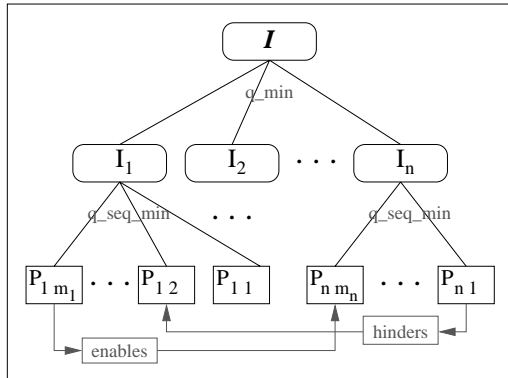 I
q_min
I1 I2 . . . In
q_seq_min . . . q_seq_min
P1 m1 . . . P1 2 P1 1 Pn mn . . . Pn 1
hinders
enables